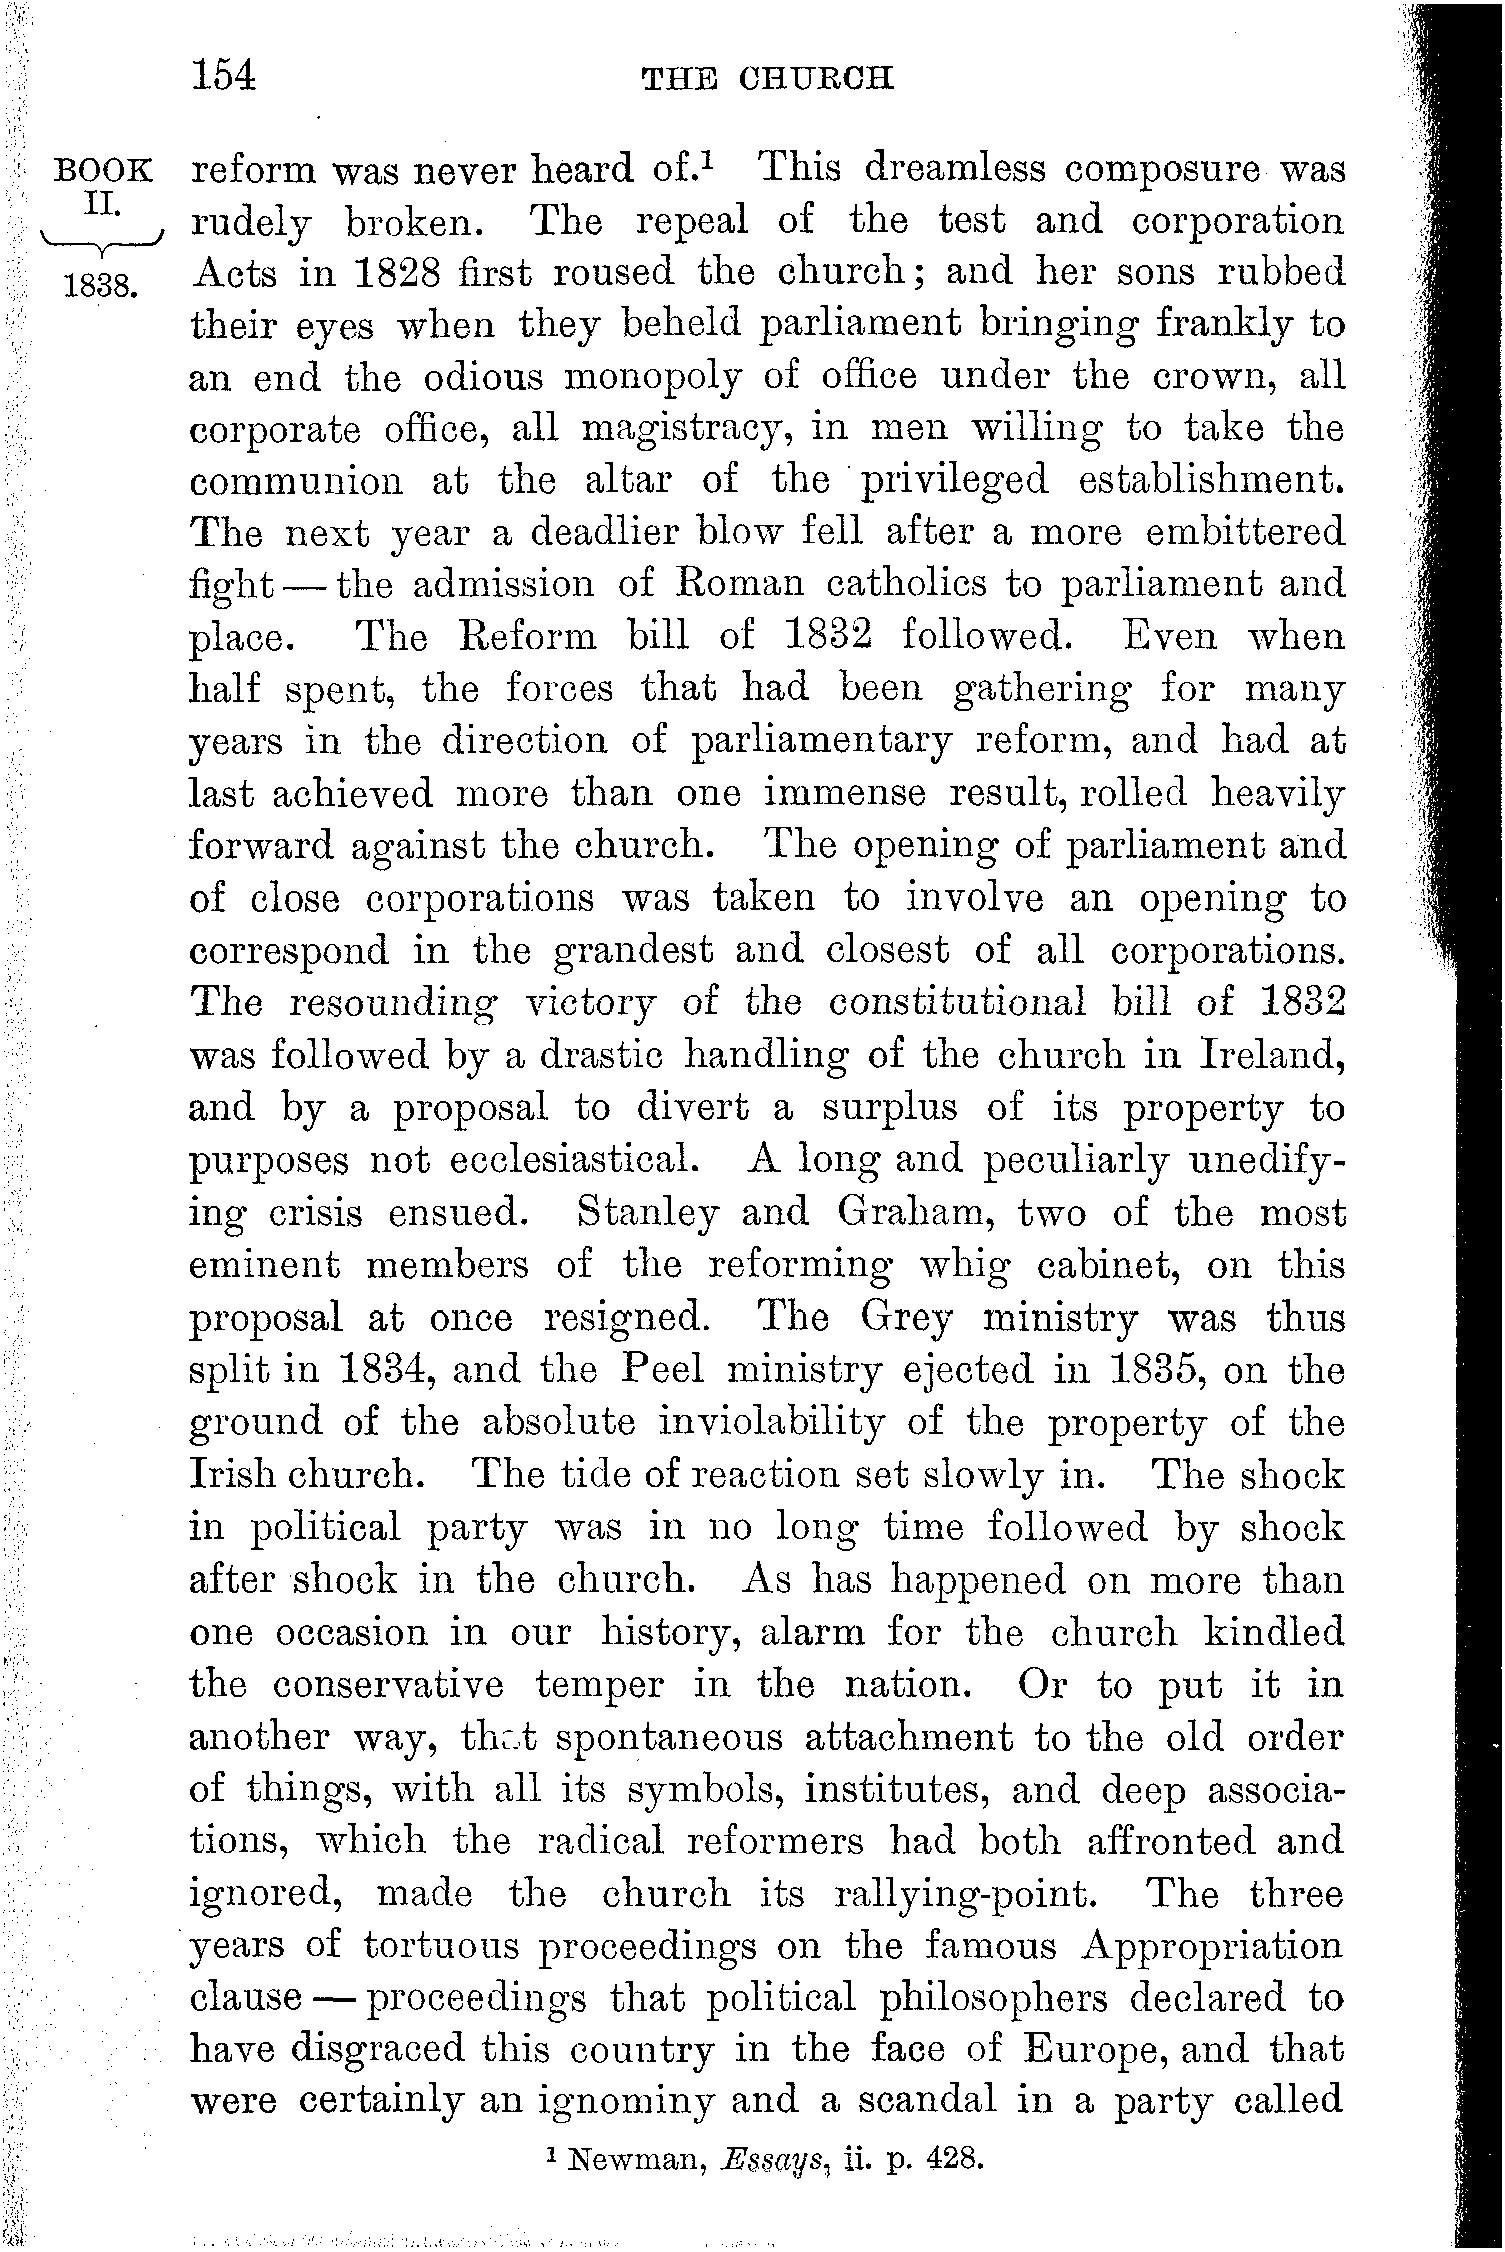 154 THE CHURCH
BOOK
II.
1838.
reform was never heard of.¹ This dreamless composure was
rudely broken. The repeal of the test and corporation
Acts in 1828 first roused the church; and her sons rubbed
their eyes when they beheld parliament bringing frankly to
an end the odious monopoly of office under the crown, all
corporate office, all magistracy, in men willing to take the
communion at the altar of the privileged establishment.
The next year a deadlier blow fell after a more embittered
fight — the admission of Roman catholics to parliament and
place. The Reform bill of 1832 followed. Even when
half spent, the forces that had been gathering for many
years in the direction of parliamentary reform, and had at
last achieved more than one immense result, rolled heavily
forward against the church. The opening of parliament and
of close corporations was taken to involve an opening to
correspond in the grandest and closest of all corporations.
The resounding victory of the constitutional bill of 1832
was followed by a drastic handling of the church in Ireland,
and by a proposal to divert a surplus of its property to
purposes not ecclesiastical. A long and peculiarly unedify-
ing crisis ensued. Stanley and Graham, two of the most
eminent members of the reforming whig cabinet, on this
proposal at once resigned. The Grey ministry was thus
split in 1834, and the Peel ministry ejected in 1835, on the
ground of the absolute inviolability of the property of the
Irish church. The tide of reaction set slowly in. The shock
in political party was in no long time followed by shock
after shock in the church. As has happened on more than
one occasion in our history, alarm for the church kindled
the conservative temper in the nation. Or to put it in
another way, that spontaneous attachment to the old order
of things, with all its symbols, institutes, and deep associa-
tions, which the radical reformers had both affronted and
ignored, made the church its rallying-point. The three
years of tortuous proceedings on the famous Appropriation
clause — proceedings that political philosophers declared to
have disgraced this country in the face of Europe, and that
were certainly an ignominy and a scandal in a party called
¹ Newman, Essays, ii. p. 428.